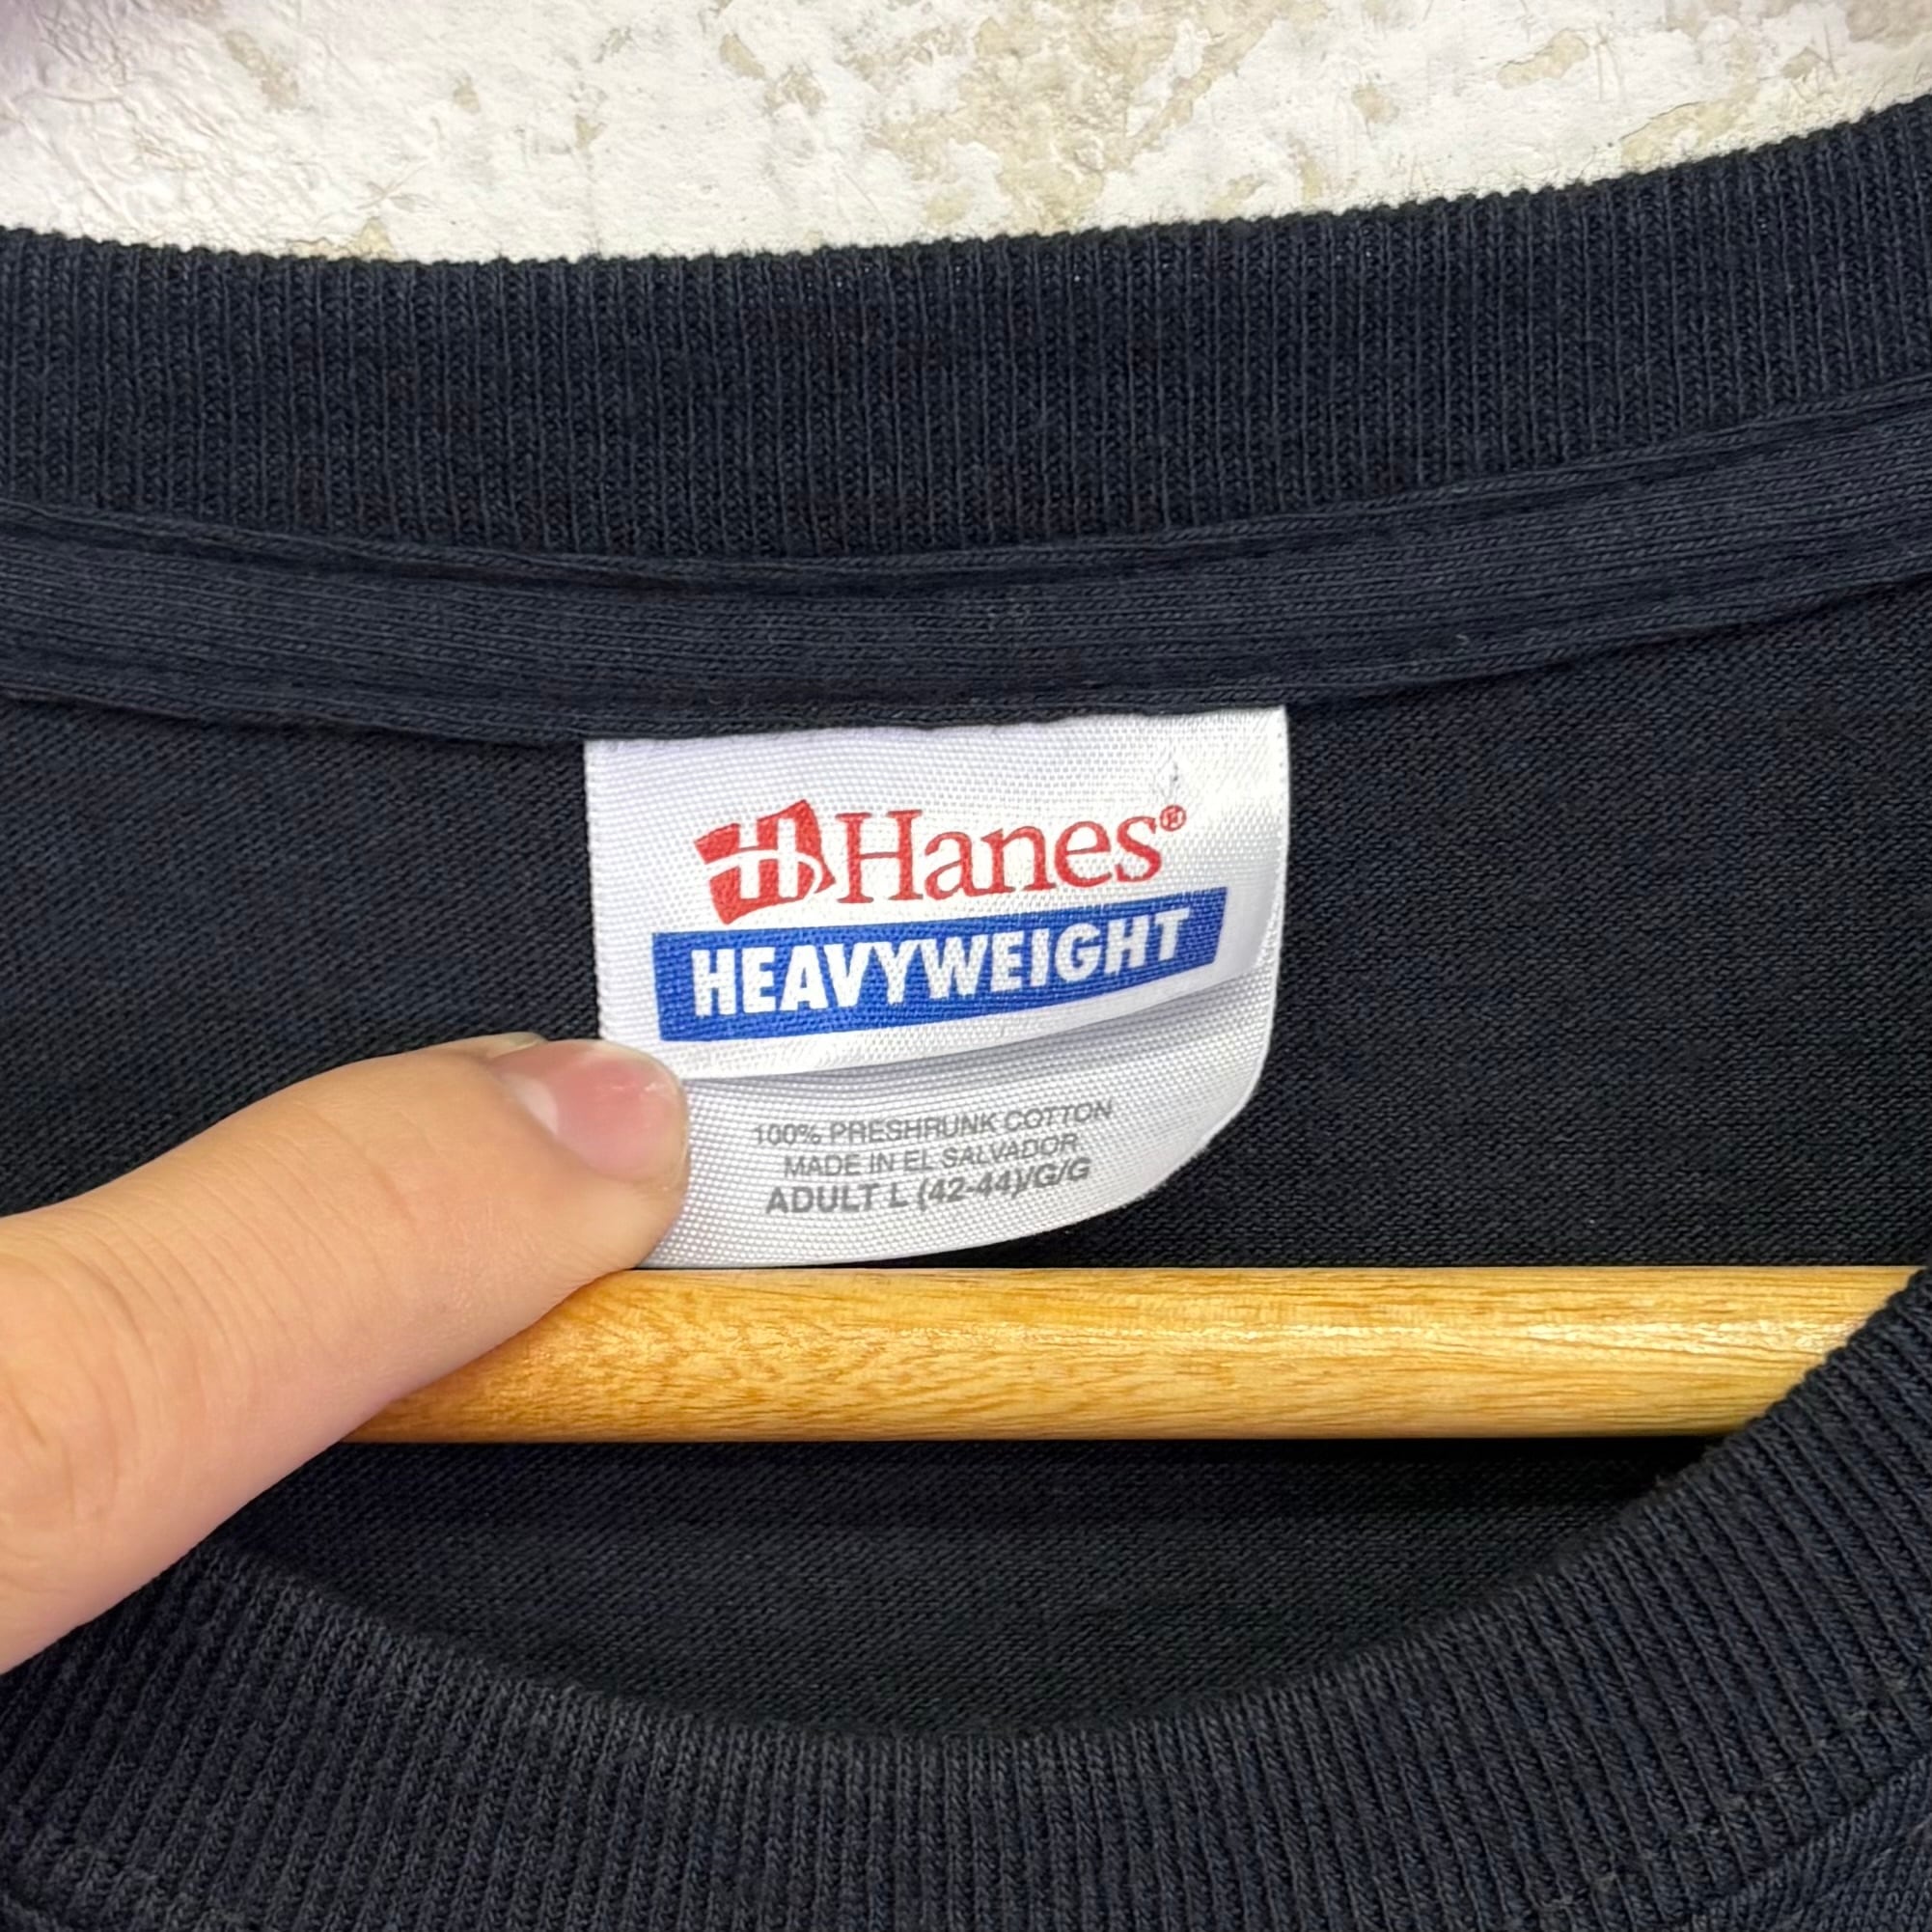 Hanes®
HEAVYWEIGHT
100% PRESHRUNK COTTON
MADE IN EL SALVADOR
ADULT L (42-44)/G/G